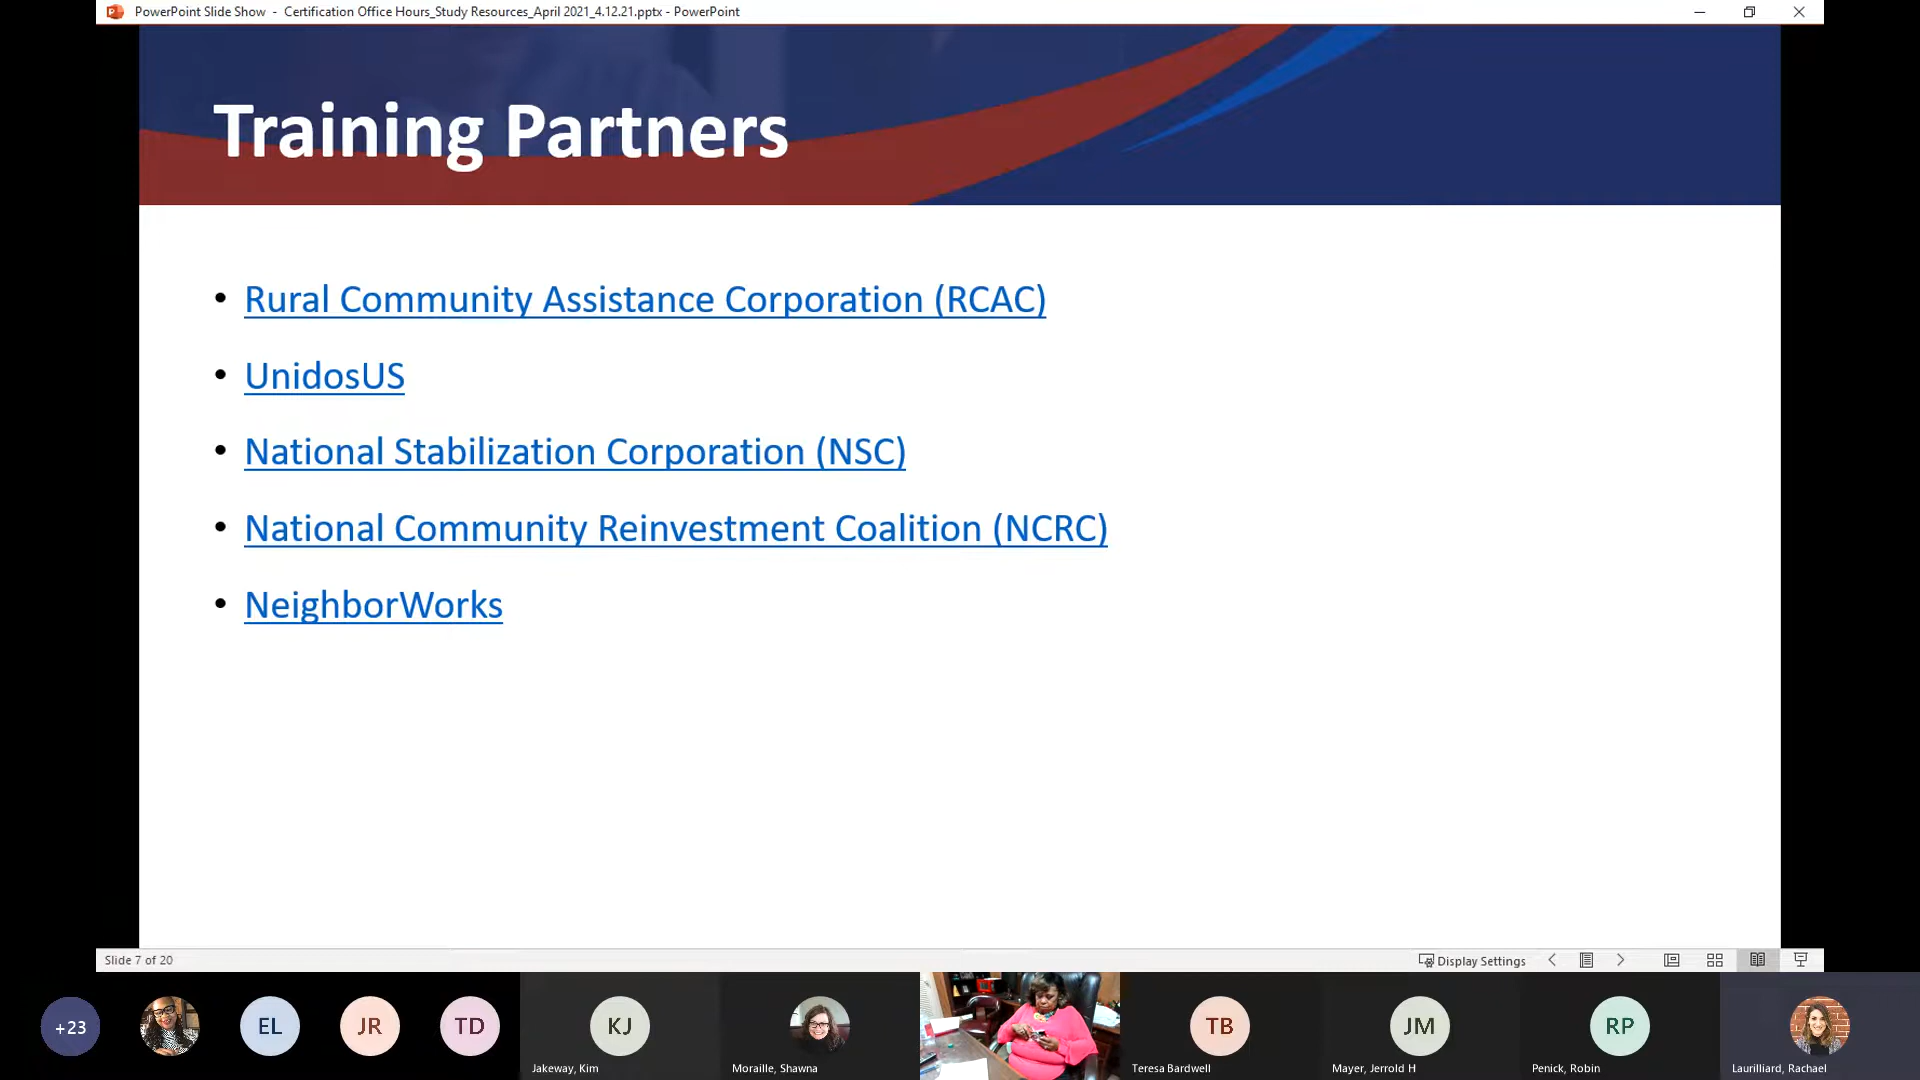 PowerPoint Slide Show - Certification Office Hours_Study Resources_April 2021_4.12.21.pptx - PowerPoint
Training Partners
• Rural Community Assistance Corporation (RCAC)
• UnidosUS
• National Stabilization Corporation (NSC)
• National Community Reinvestment Coalition (NCRC)
• NeighborWorks
Slide 7 of 20
Display Settings
+23
EL
JR
TD
KJ
TB
JM
RP
Jakeway, Kim
Moraille, Shawna
Teresa Bardwell
Mayer, Jerrold H
Penick, Robin
Laurilliard, Rachael